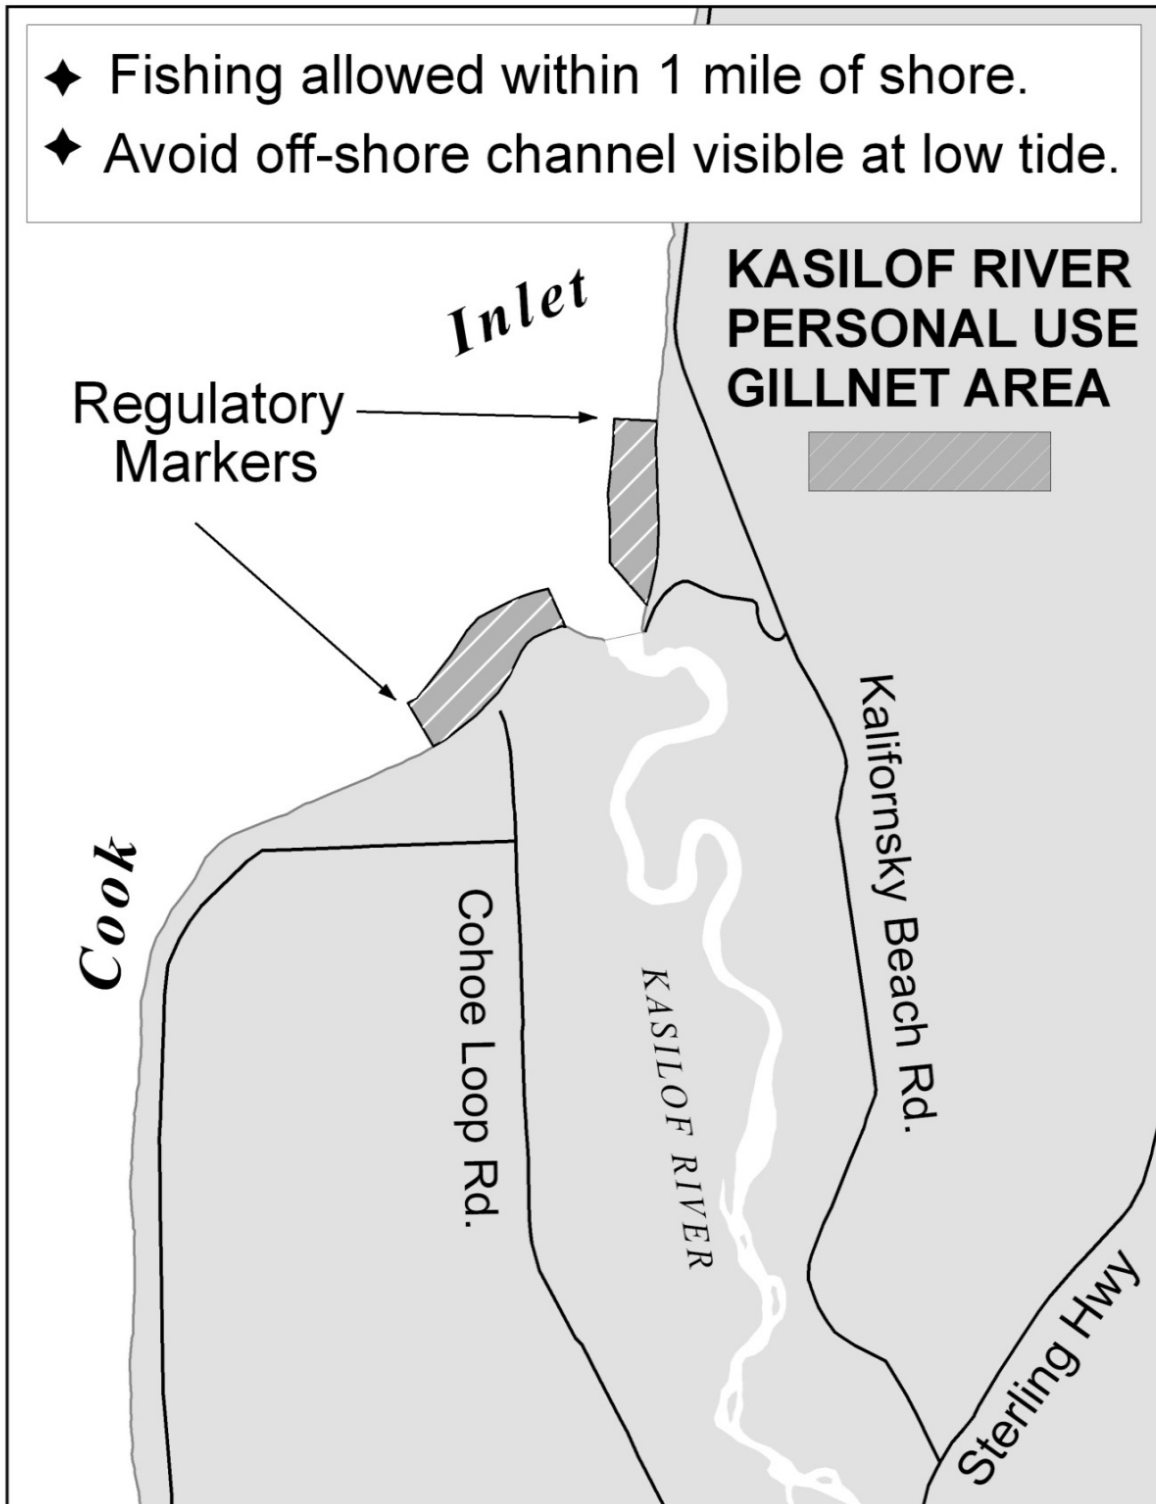 Fishing allowed within 1 mile of shore.
Avoid off-shore channel visible at low tide.
KASILOF RIVER
PERSONAL USE
GILLNET AREA
Inlet
Regulatory
Markers
Kalifornsky Beach Rd.
Cook
Cohoe Loop Rd.
KASILOF RIVER
Sterling Hwy